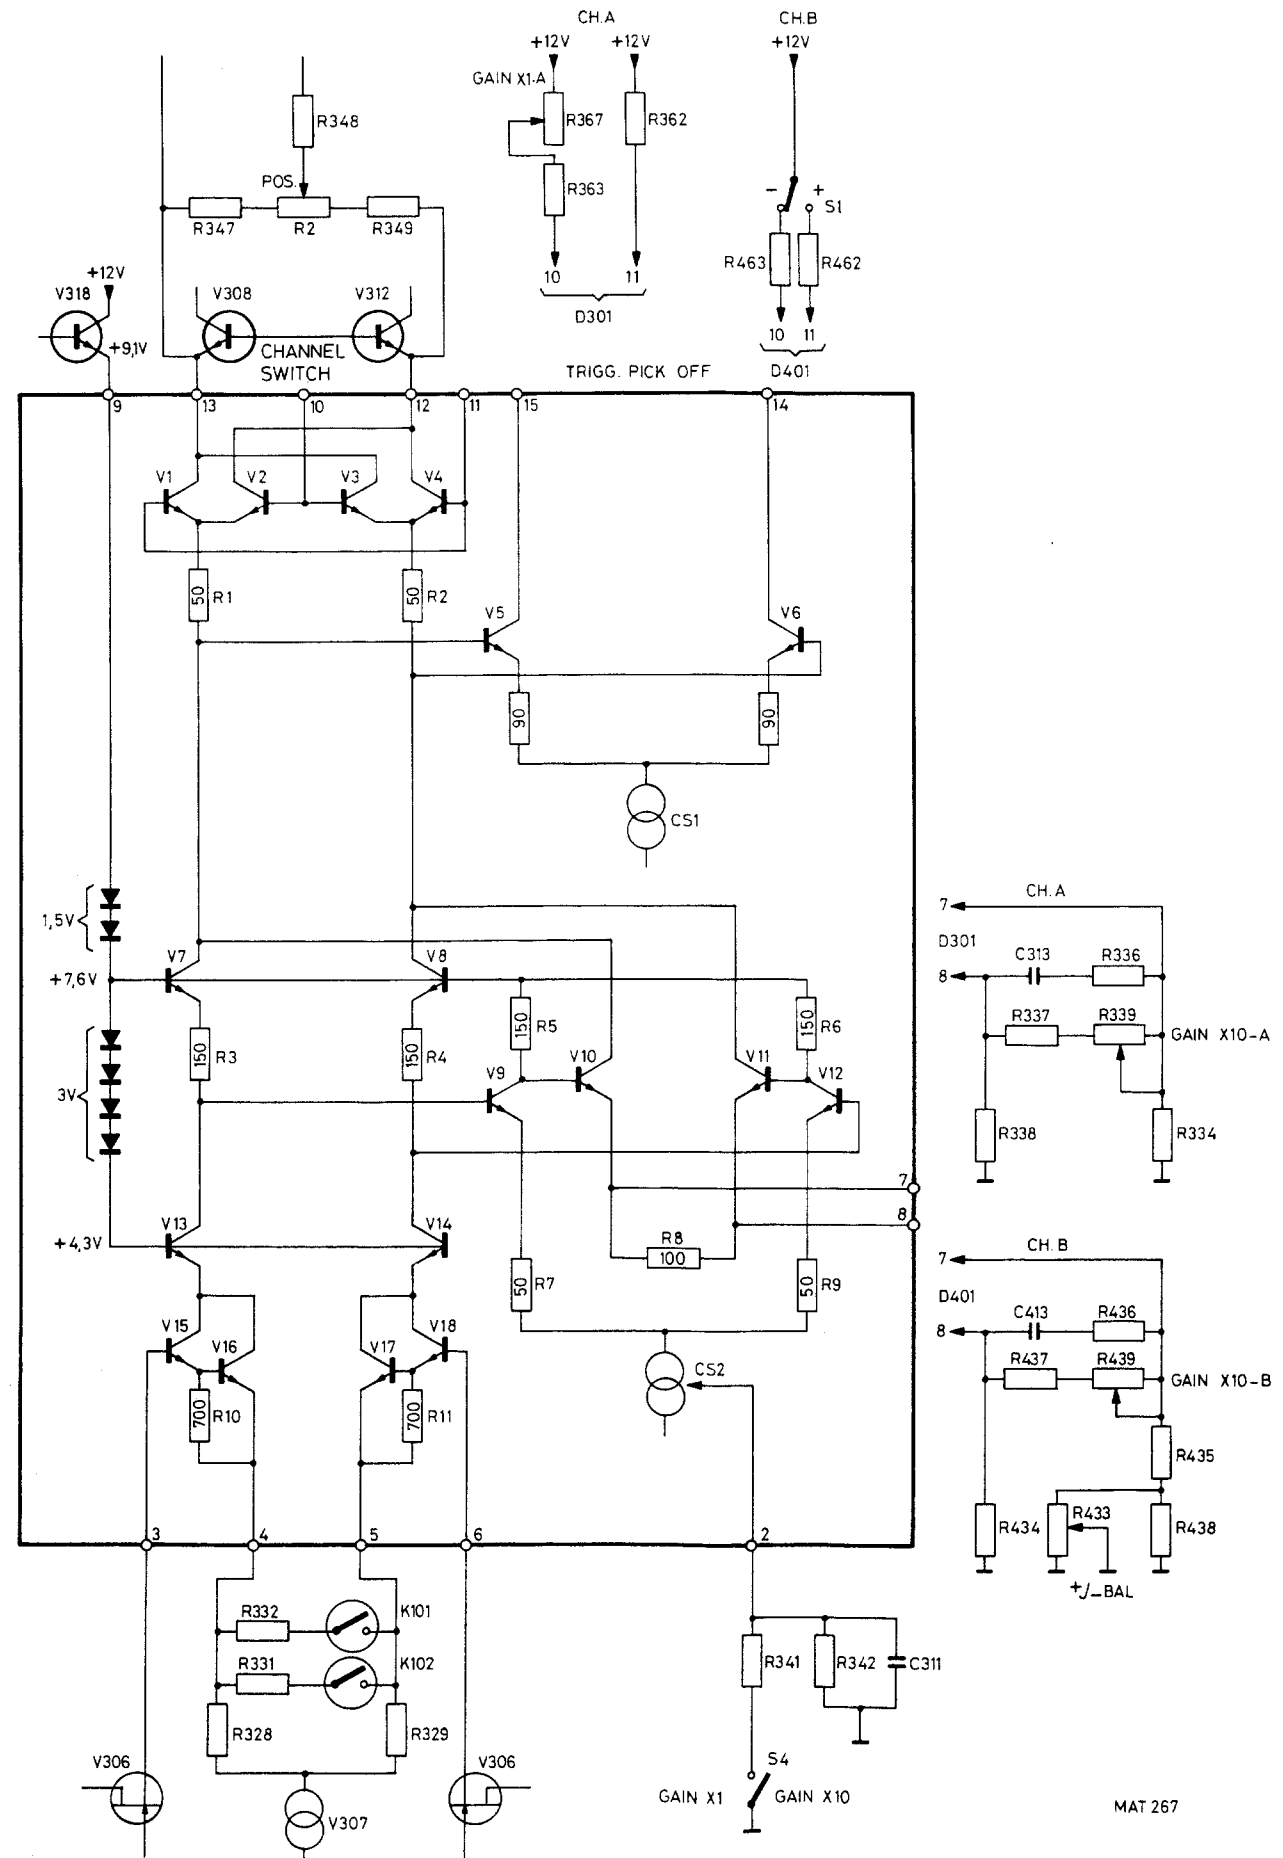 CH.A
CH.B
+12V
+12V
+12V
GAIN X1-A
R367
R362
R348
R363
POS.
R347
R2
R349
- +
S1
R463
R462
10
11
D301
10 11
D401
+12V
V318
V308
V312
+9,1V
CHANNEL
SWITCH
TRIGG. PICK OFF
9
13
10
12
11
15
14
V1
V2
V3
V4
50
R1
50
R2
V5
V6
90
90
CS1
1,5V
CH.A
7
D301
C313
R336
8
V7
V8
+7,6V
R337
R339
GAIN X10-A
150
R5
150
R6
150
R3
150
R4
V10
V11
V9
V12
3V
R338
R334
7
8
V13
V14
+4,3V
R8
100
CH.B
7
50
R7
50
R9
D401
C413
R436
8
V15
V16
V17
V18
CS2
R437
R439
GAIN X10-B
700
R10
700
R11
R435
R434
R433
R438
+/-BAL
3
4
5
6
2
R332
K101
R331
K102
R328
R329
R341
R342
C311
V306
V306
V307
S4
GAIN X1
GAIN X10
MAT 267